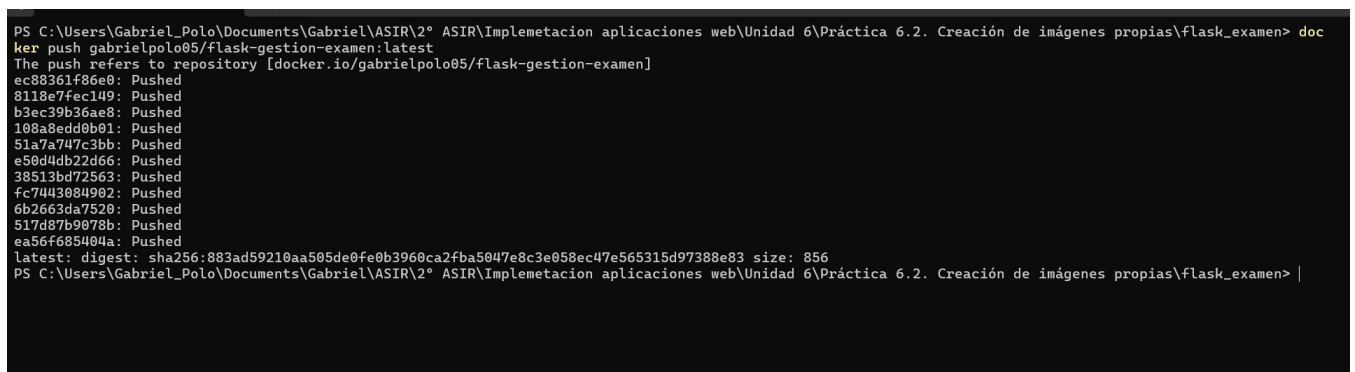 PS C:\Users\Gabriel_Polo\Documents\Gabriel\ASIR\2º ASIR\Implemetacion aplicaciones web\Unidad 6\Práctica 6.2. Creación de imágenes propias\flask_examen> doc
ker push gabrielpolo05/flask-gestion-examen:latest
The push refers to repository [docker.io/gabrielpolo05/flask-gestion-examen]
ec88361f86e0: Pushed
8118e7fec149: Pushed
b3ec39b36ae8: Pushed
108a8edd0b01: Pushed
51a7a747c3bb: Pushed
e50d4db22d66: Pushed
38513bd72563: Pushed
fc7443084902: Pushed
6b2663da7520: Pushed
517d87b9078b: Pushed
ea56f685404a: Pushed
latest: digest: sha256:883ad59210aa505de0fe0b3960ca2fba5047e8c3e058ec47e565315d97388e83 size: 856
PS C:\Users\Gabriel_Polo\Documents\Gabriel\ASIR\2º ASIR\Implemetacion aplicaciones web\Unidad 6\Práctica 6.2. Creación de imágenes propias\flask_examen>